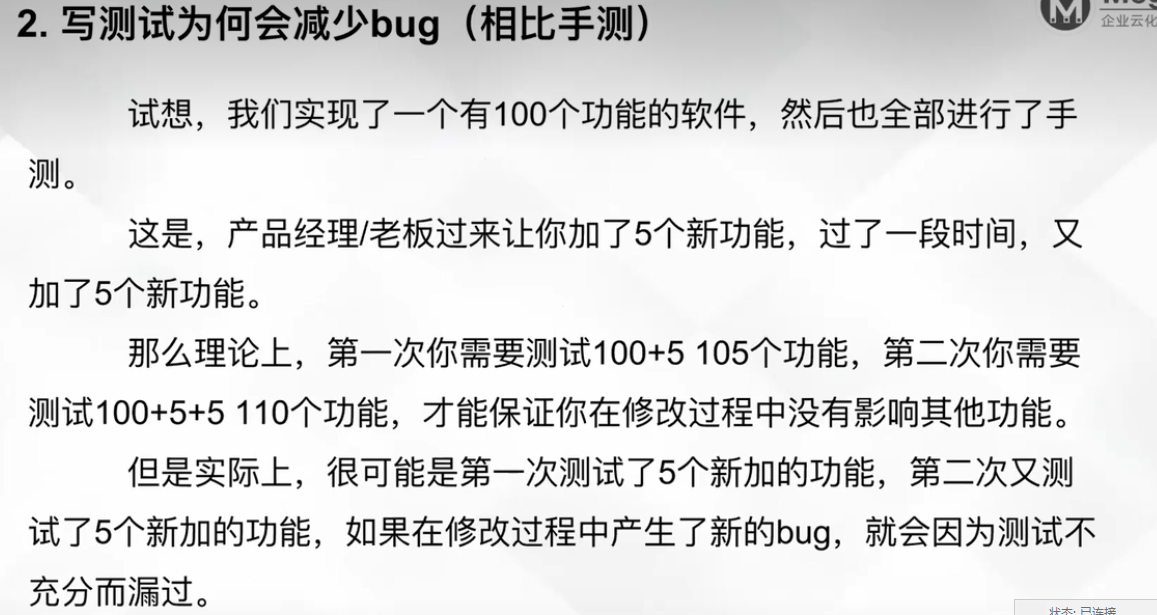 2. 写测试为何会减少bug（相比手测）
企业云化
试想，我们实现了一个有100个功能的软件，然后也全部进行了手
测。
这是，产品经理/老板过来让你加了5个新功能，过了一段时间，又
加了5个新功能。
那么理论上，第一次你需要测试100+5 105个功能，第二次你需要
测试100+5+5 110个功能，才能保证你在修改过程中没有影响其他功能。
但是实际上，很可能是第一次测试了5个新加的功能，第二次又测
试了5个新加的功能，如果在修改过程中产生了新的bug，就会因为测试不
充分而漏过。
状态: 已连接